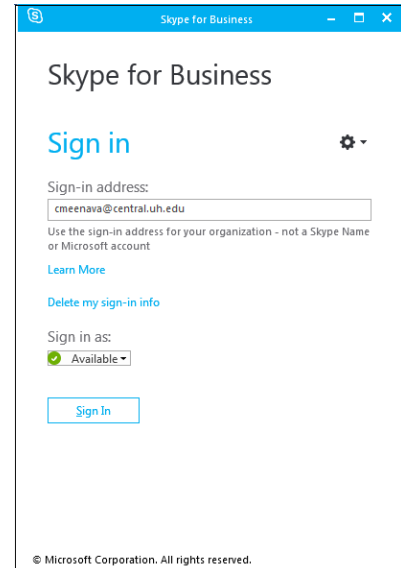 Skype for Business
Skype for Business
Sign in
Sign-in address:
cmeenava@central.uh.edu
Use the sign-in address for your organization - not a Skype Name
or Microsoft account
Learn More
Delete my sign-in info
Sign in as:
Available
Sign In
© Microsoft Corporation. All rights reserved.